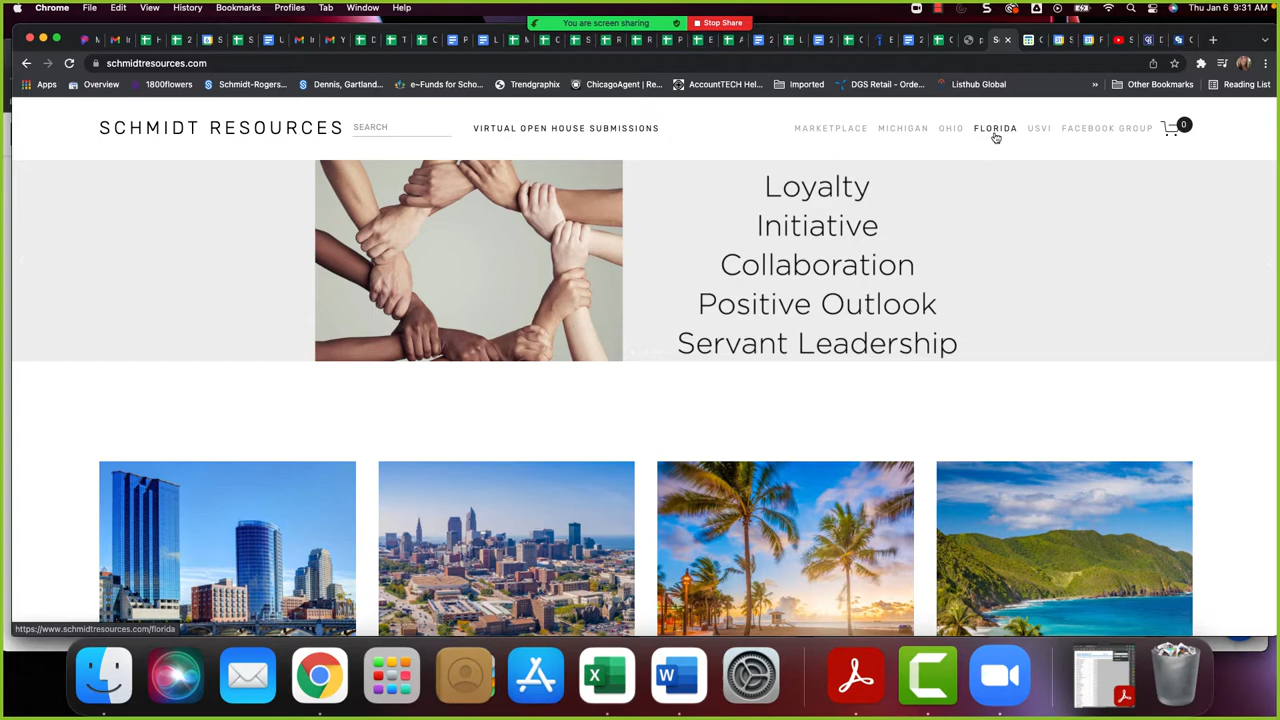 Chrome File Edit View History Bookmarks Profiles Tab Window Help
Thu Jan 6 9:31 AM
You are screen sharing Stop Share
schmidtresources.com
Apps Overview 1800flowers Schmidt-Roger... Dennis, Gartland... e~Funds for Scho... Trendgraphix ChicagoAgent | Re... AccountTECH Hel... Imported DGS Retail - Orde... Listhub Global » Other Bookmarks Reading List
SCHMIDT RESOURCES SEARCH VIRTUAL OPEN HOUSE SUBMISSIONS MARKETPLACE MICHIGAN OHIO FLORIDA USVI FACEBOOK GROUP 0
Loyalty
Initiative
Collaboration
Positive Outlook
Servant Leadership
https://www.schmidtresources.com/florida